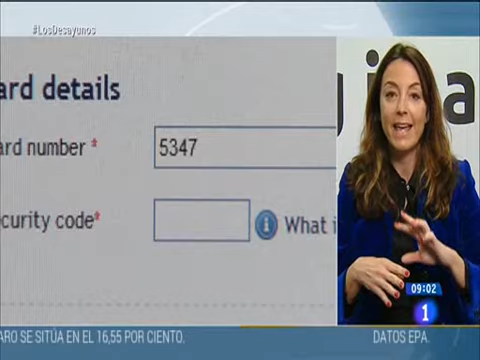 #LosDesayunos
ard details
ard number *
5347
ecurity code*
i What i
a
09:02
1
ARO SE SITÚA EN EL 16,55 POR CIENTO.
DATOS EPA.